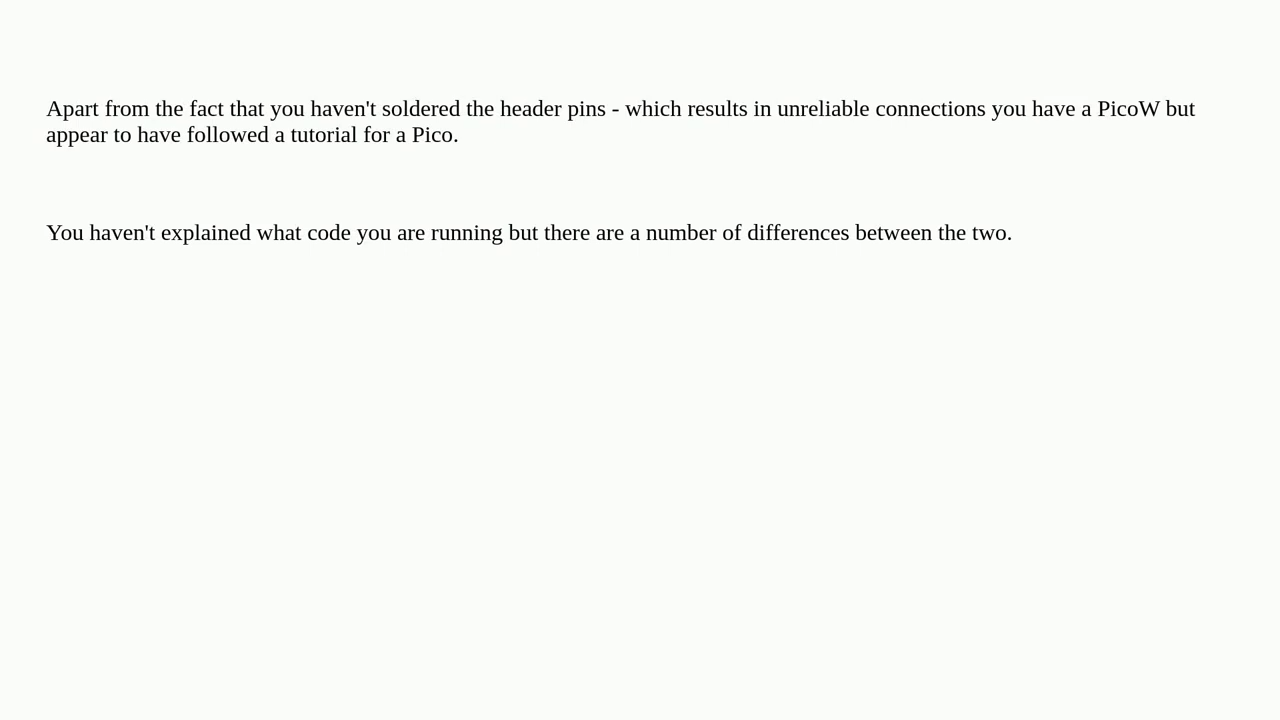 Apart from the fact that you haven't soldered the header pins - which results in unreliable connections you have a PicoW but
appear to have followed a tutorial for a Pico.
You haven't explained what code you are running but there are a number of differences between the two.